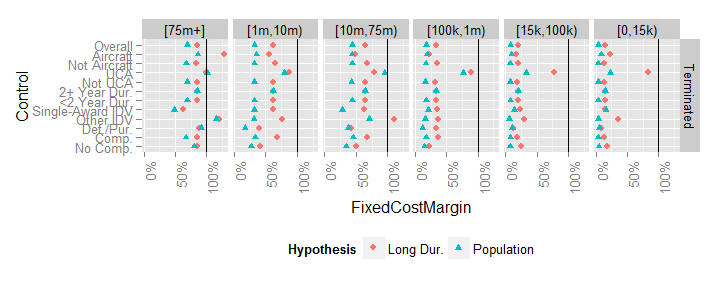 [75m+]
[1m,10m)
[10m,75m)
[100k,1m)
[15k,100k)
[0,15k)
Control
Overall
Aircraft
Not Aircraft
UCA
Not UCA
2+ Year Dur.
<2 Year Dur.
Single-Award IDV
Other IDV
Def./Pur.
Comp.
No Comp.
Terminated
0% 50% 100%
0% 50% 100%
0% 50% 100%
0% 50% 100%
0% 50% 100%
0% 50% 100%
FixedCostMargin
Hypothesis Long Dur. Population